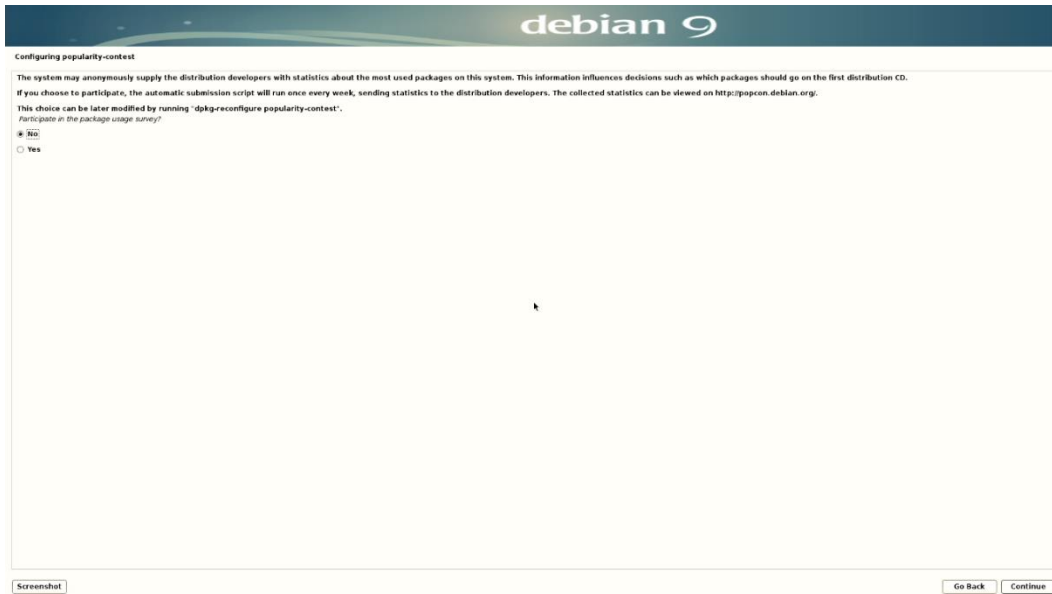 debian 9
Configuring popularity-contest
The system may anonymously supply the distribution developers with statistics about the most used packages on this system. This information influences decisions such as which packages should go on the first distribution CD.
If you choose to participate, the automatic submission script will run once every week, sending statistics to the distribution developers. The collected statistics can be viewed on http://popcon.debian.org/.
This choice can be later modified by running "dpkg-reconfigure popularity-contest".
Participate in the package usage survey?
No
Yes
Screenshot
Go Back
Continue